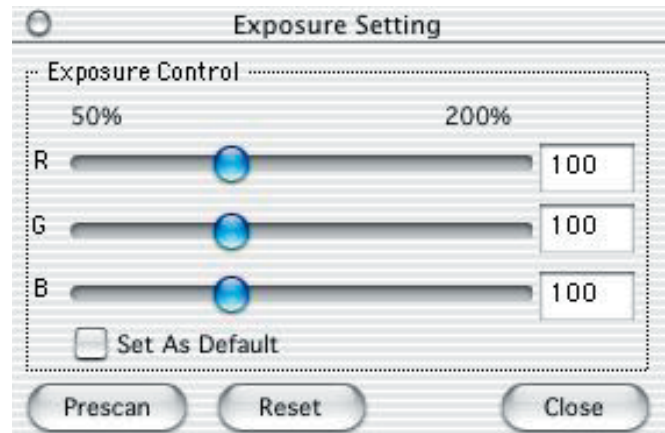 Exposure Setting
Exposure Control
50% 200%
R 100
G 100
B 100
Set As Default
Prescan Reset Close